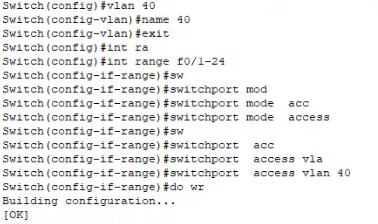 Switch(config)#vlan 40
Switch(config-vlan)#name 40
Switch(config-vlan)#exit
Switch(config)#int ra
Switch(config)#int range f0/1-24
Switch(config-if-range)#sw
Switch(config-if-range)#switchport mod
Switch(config-if-range)#switchport mode acc
Switch(config-if-range)#switchport mode access
Switch(config-if-range)#sw
Switch(config-if-range)#switchport acc
Switch(config-if-range)#switchport access vla
Switch(config-if-range)#switchport access vlan 40
Switch(config-if-range)#do wr
Building configuration...
[OK]